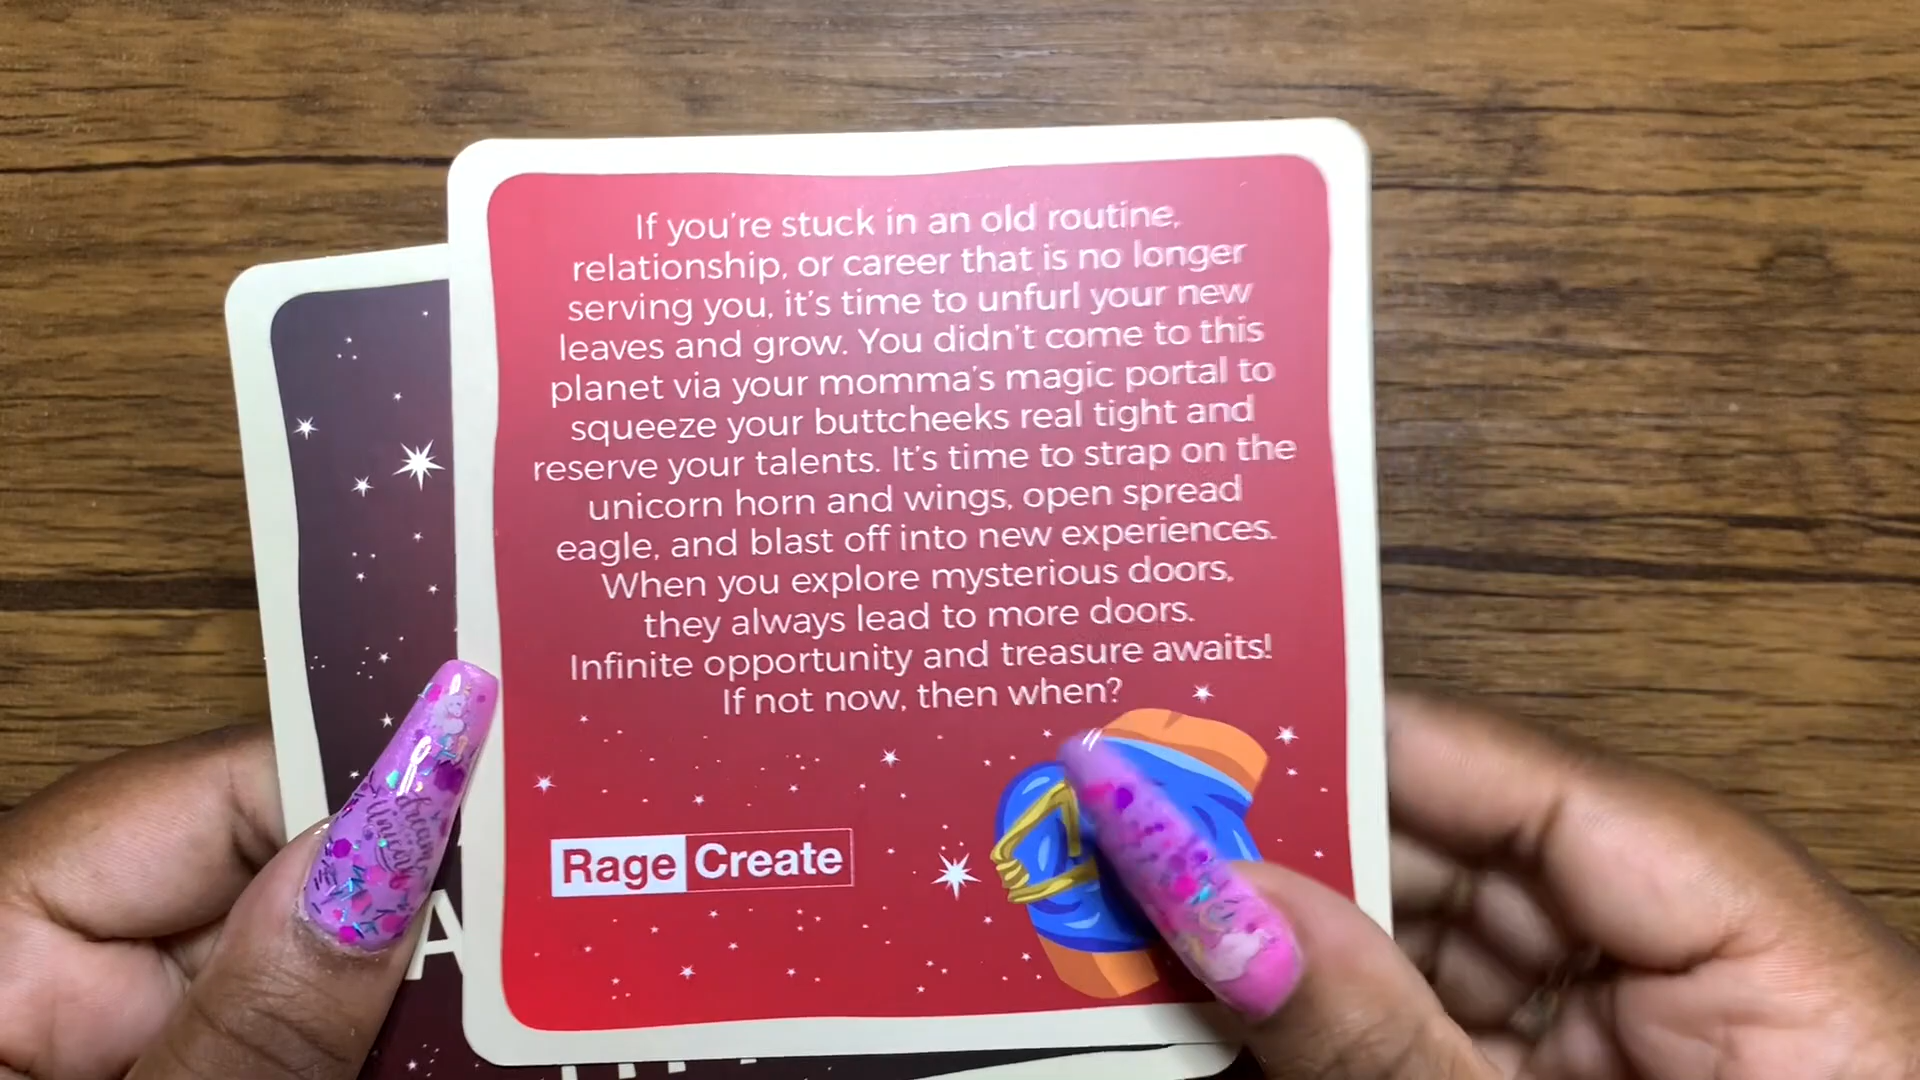 If you're stuck in an old routine,
relationship, or career that is no longer
serving you, it's time to unfurl your new
leaves and grow. You didn't come to this
planet via your momma's magic portal to
squeeze your buttcheeks real tight and
reserve your talents. It's time to strap on the
unicorn horn and wings, open spread
eagle, and blast off into new experiences.
When you explore mysterious doors,
they always lead to more doors.
Infinite opportunity and treasure awaits!
If not now, then when?
Rage Create
dream
Unicorn
A